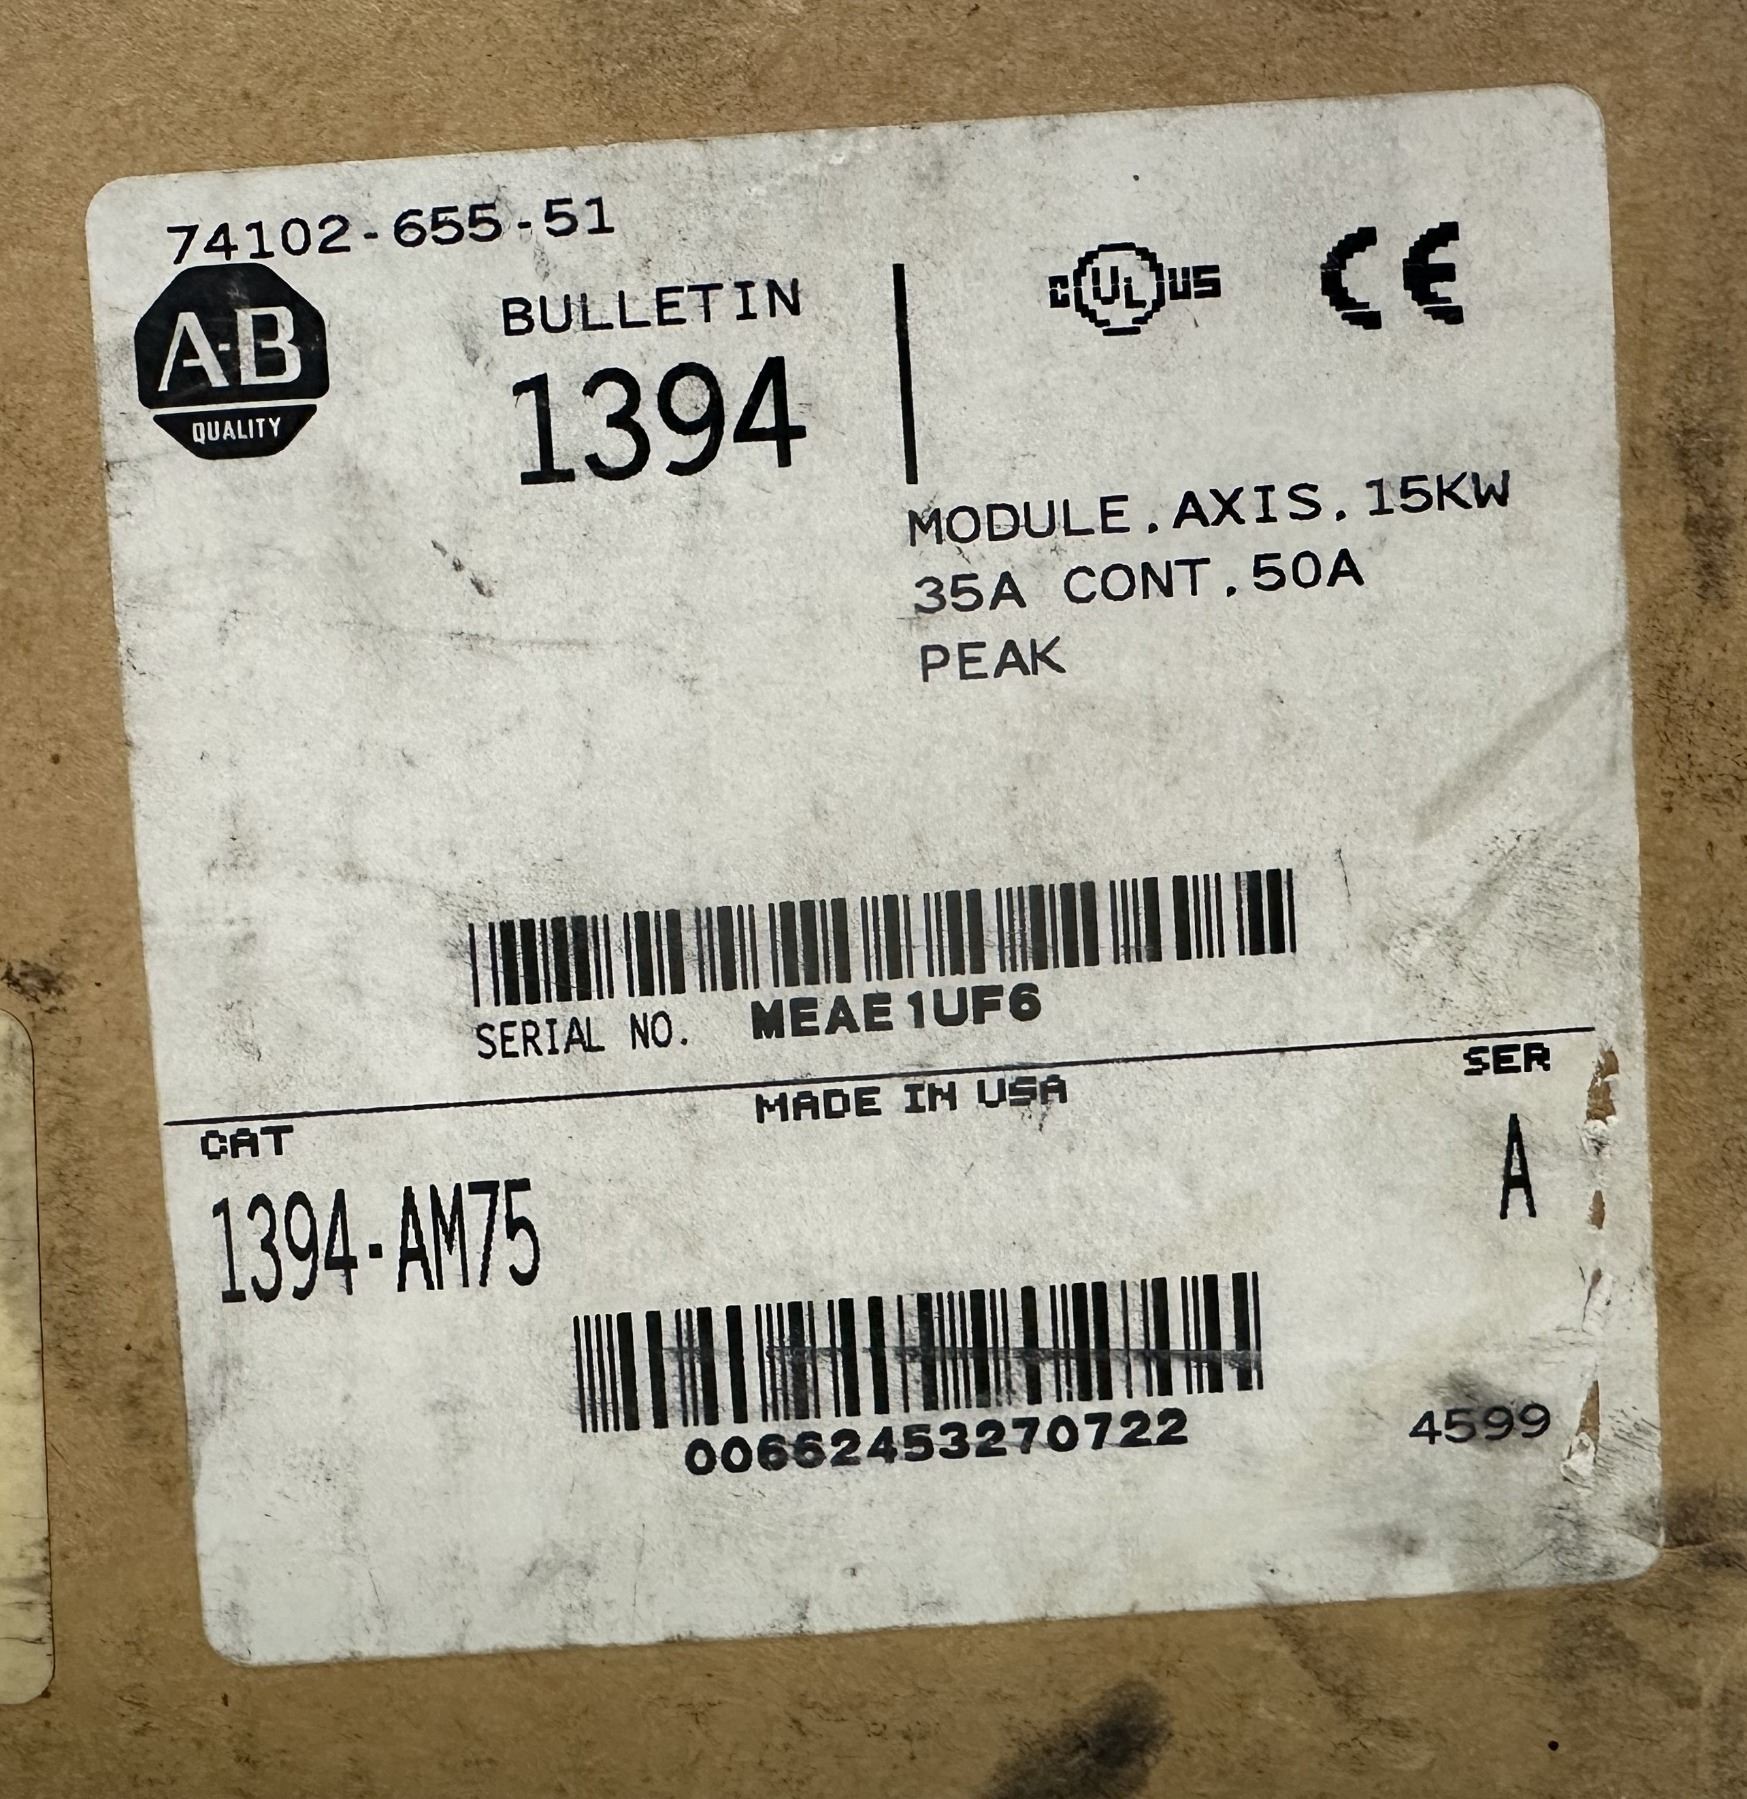 74102-655-51
A-B
QUALITY
BULLETIN
1394
C UL US CE
MODULE,AXIS,15KW
35A CONT,50A
PEAK
SERIAL NO. MEAE1UF6
MADE IN USA
CAT
1394-AM75
SER
A
00662453270722
4599